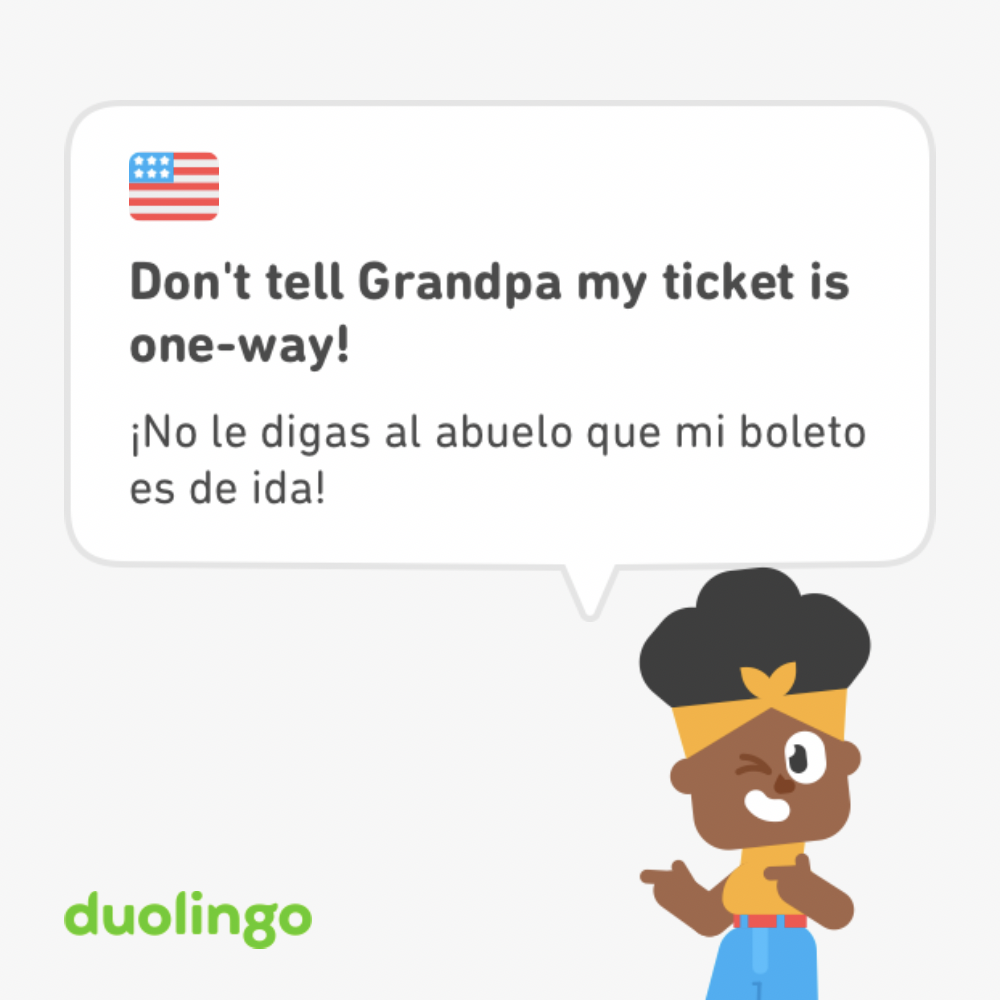 Don't tell Grandpa my ticket is
one-way!
¡No le digas al abuelo que mi boleto
es de ida!
duolingo